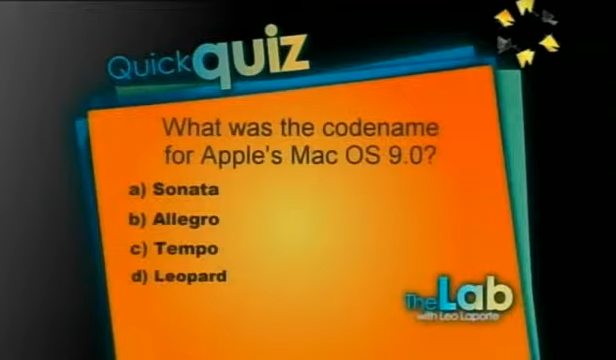 Quick quiz
What was the codename
for Apple's Mac OS 9.0?
a) Sonata
b) Allegro
c) Tempo
d) Leopard
The Lab
with Leo Laporte